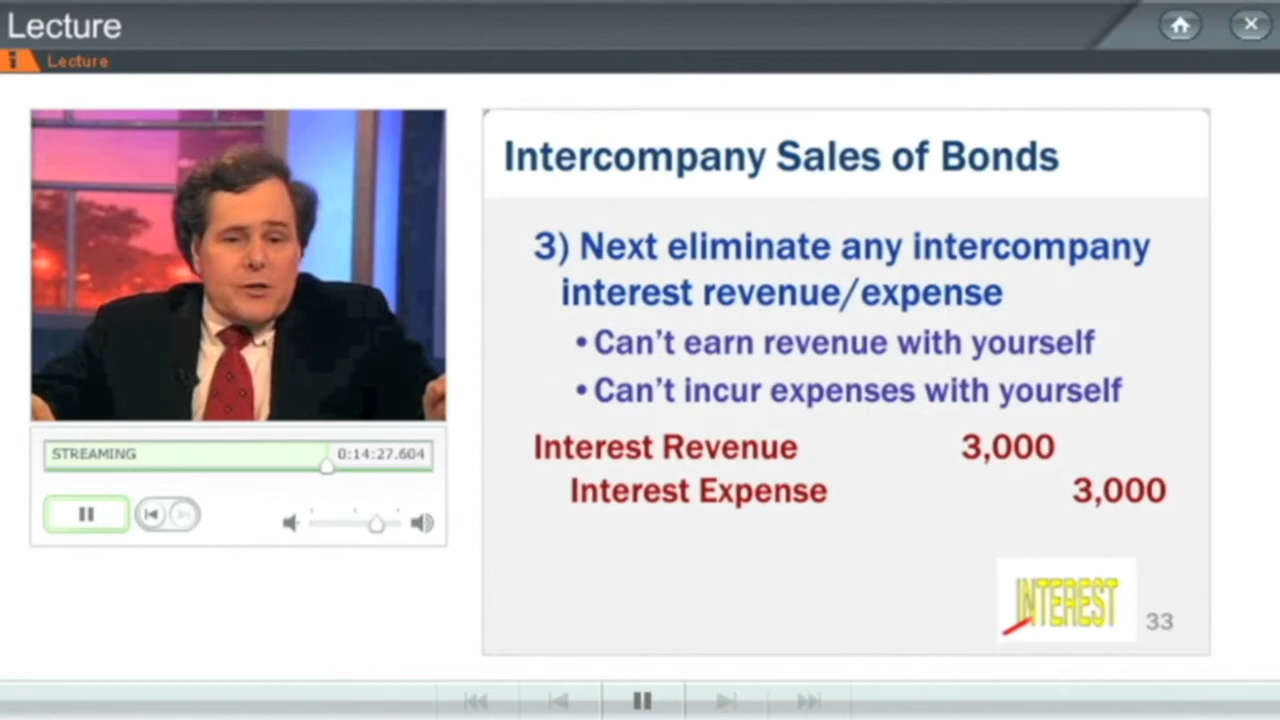 Lecture
Lecture
Intercompany Sales of Bonds
3) Next eliminate any intercompany
interest revenue/expense
• Can't earn revenue with yourself
• Can't incur expenses with yourself
Interest Revenue 3,000
Interest Expense 3,000
INTEREST
33
STREAMING 0:14:27.604